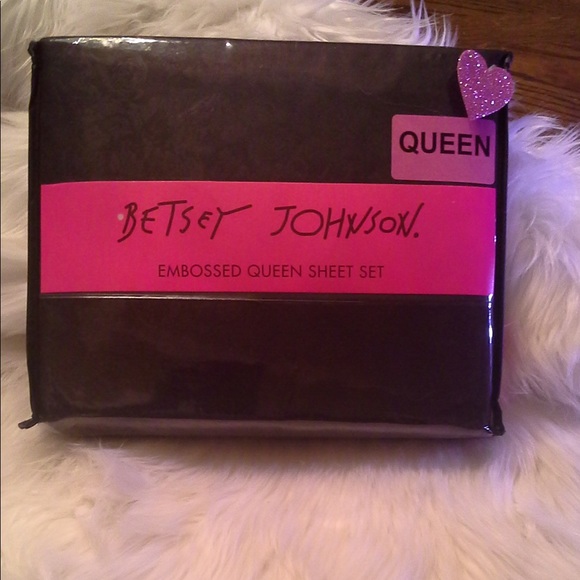 QUEEN
BETSEY JOHNSON.
EMBOSSED QUEEN SHEET SET